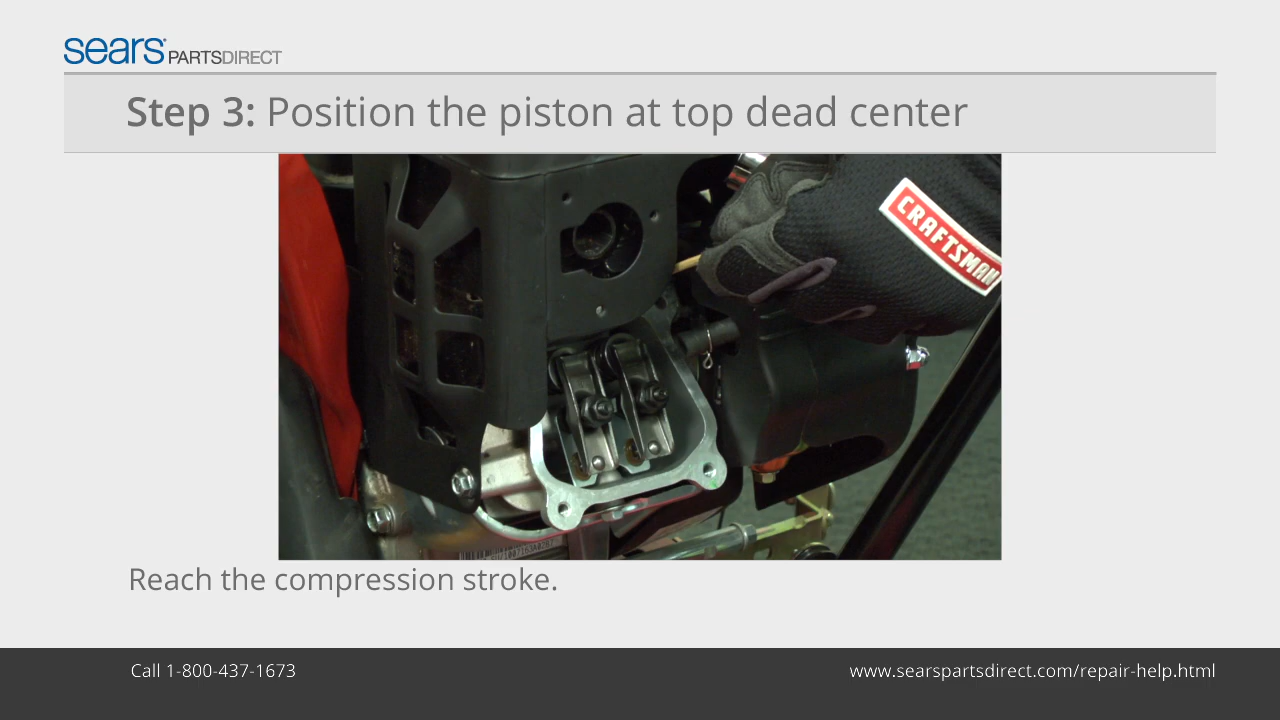 sears PARTSDIRECT
Step 3: Position the piston at top dead center
CRAFTSMAN
Reach the compression stroke.
Call 1-800-437-1673
www.searspartsdirect.com/repair-help.html